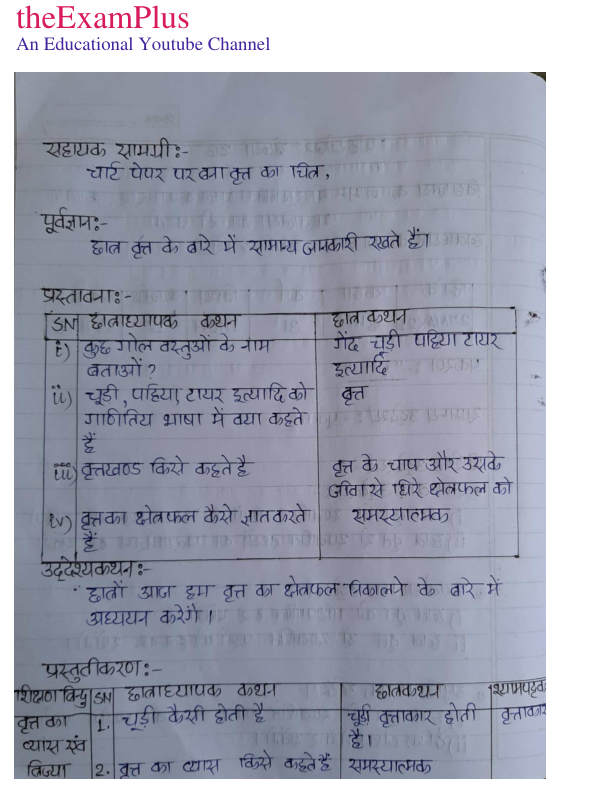 theExamPlus
An Educational Youtube Channel
सहायक सामग्री:-
चार्ट पेपर पर बना वृत्त का चित्र,
पूर्वज्ञान:-
छात्र वृत्त के बारे में सामान्य जानकारी रखते हैं।
प्रस्तावना:-
SN छात्राध्यापक कथन छात्र कथन
i) कुछ गोल वस्तुओं के नाम गेंद चूड़ी पहिया टायर
बताओं? इत्यादि
ii) चूड़ी, पहिया, टायर इत्यादि को वृत्त
गाणितिय भाषा में क्या कहते
हैं
iii) वृत्तखण्ड किसे कहते है वृत्त के चाप और उसके
जीवा से घिरे क्षेत्रफल को
iv) वृत्त का क्षेत्रफल कैसे ज्ञात करते समस्यात्मक
हैं
उद्देश्यकथन:-
छात्रों आज हम वृत्त का क्षेत्रफल निकालने के बारे में
अध्ययन करेंगे।
प्रस्तुतीकरण:-
शिक्षण बिन्दु SN छात्राध्यापक कथन छात्रकथन श्यामपट्टक
वृत्त का 1. चूड़ी कैसी होती है चूड़ी वृत्ताकार होती वृत्ताकार
व्यास एंव है।
त्रिज्या 2. वृत्त का व्यास किसे कहते हैं समस्यात्मक